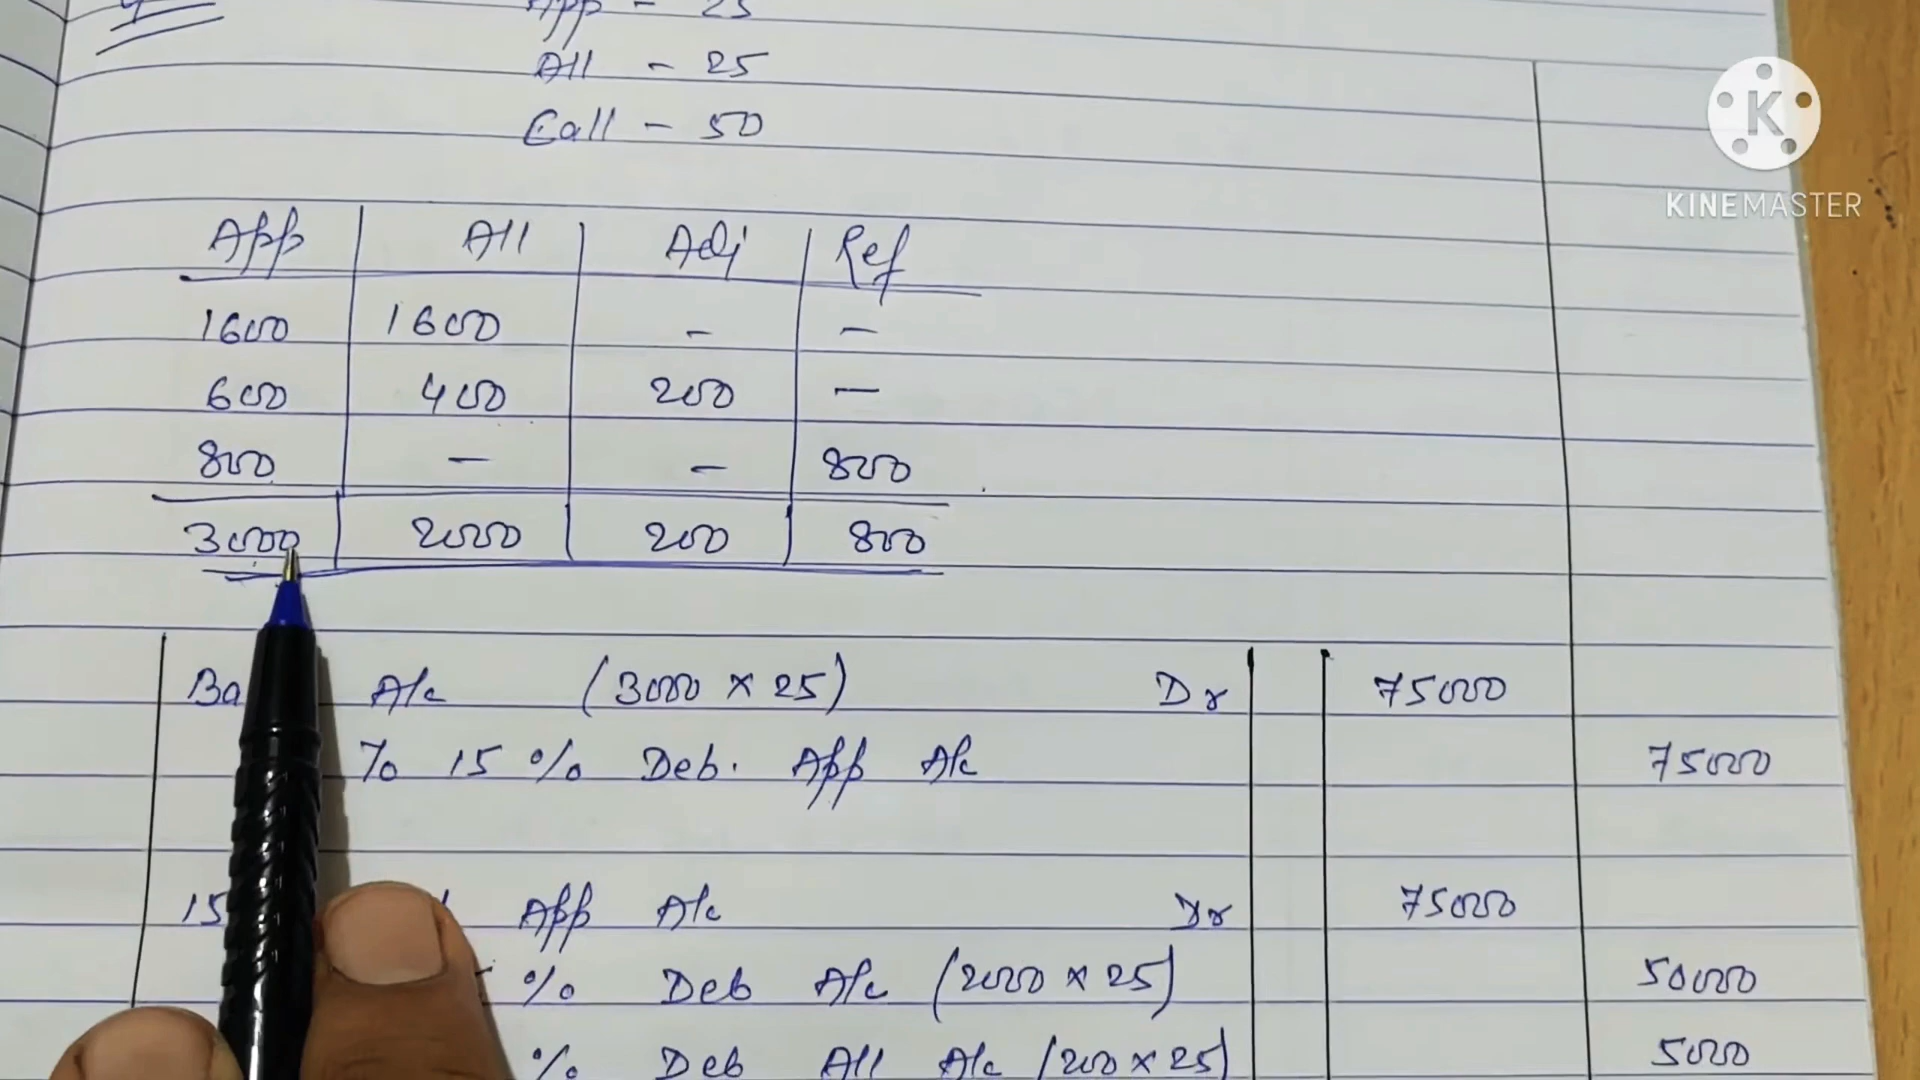 App - 25
All - 25
Call - 50
K
KINEMASTER
App All Adj Ref
1600 1600 - -
600 400 200 -
800 - - 800
3000 2000 200 800
Ba A/c (3000 × 25) Dr 75000
To 15 % Deb. App A/c 75000
15 App A/c Dr 75000
% Deb A/c (2000 × 25) 50000
% Deb All A/c (200 × 25) 5000